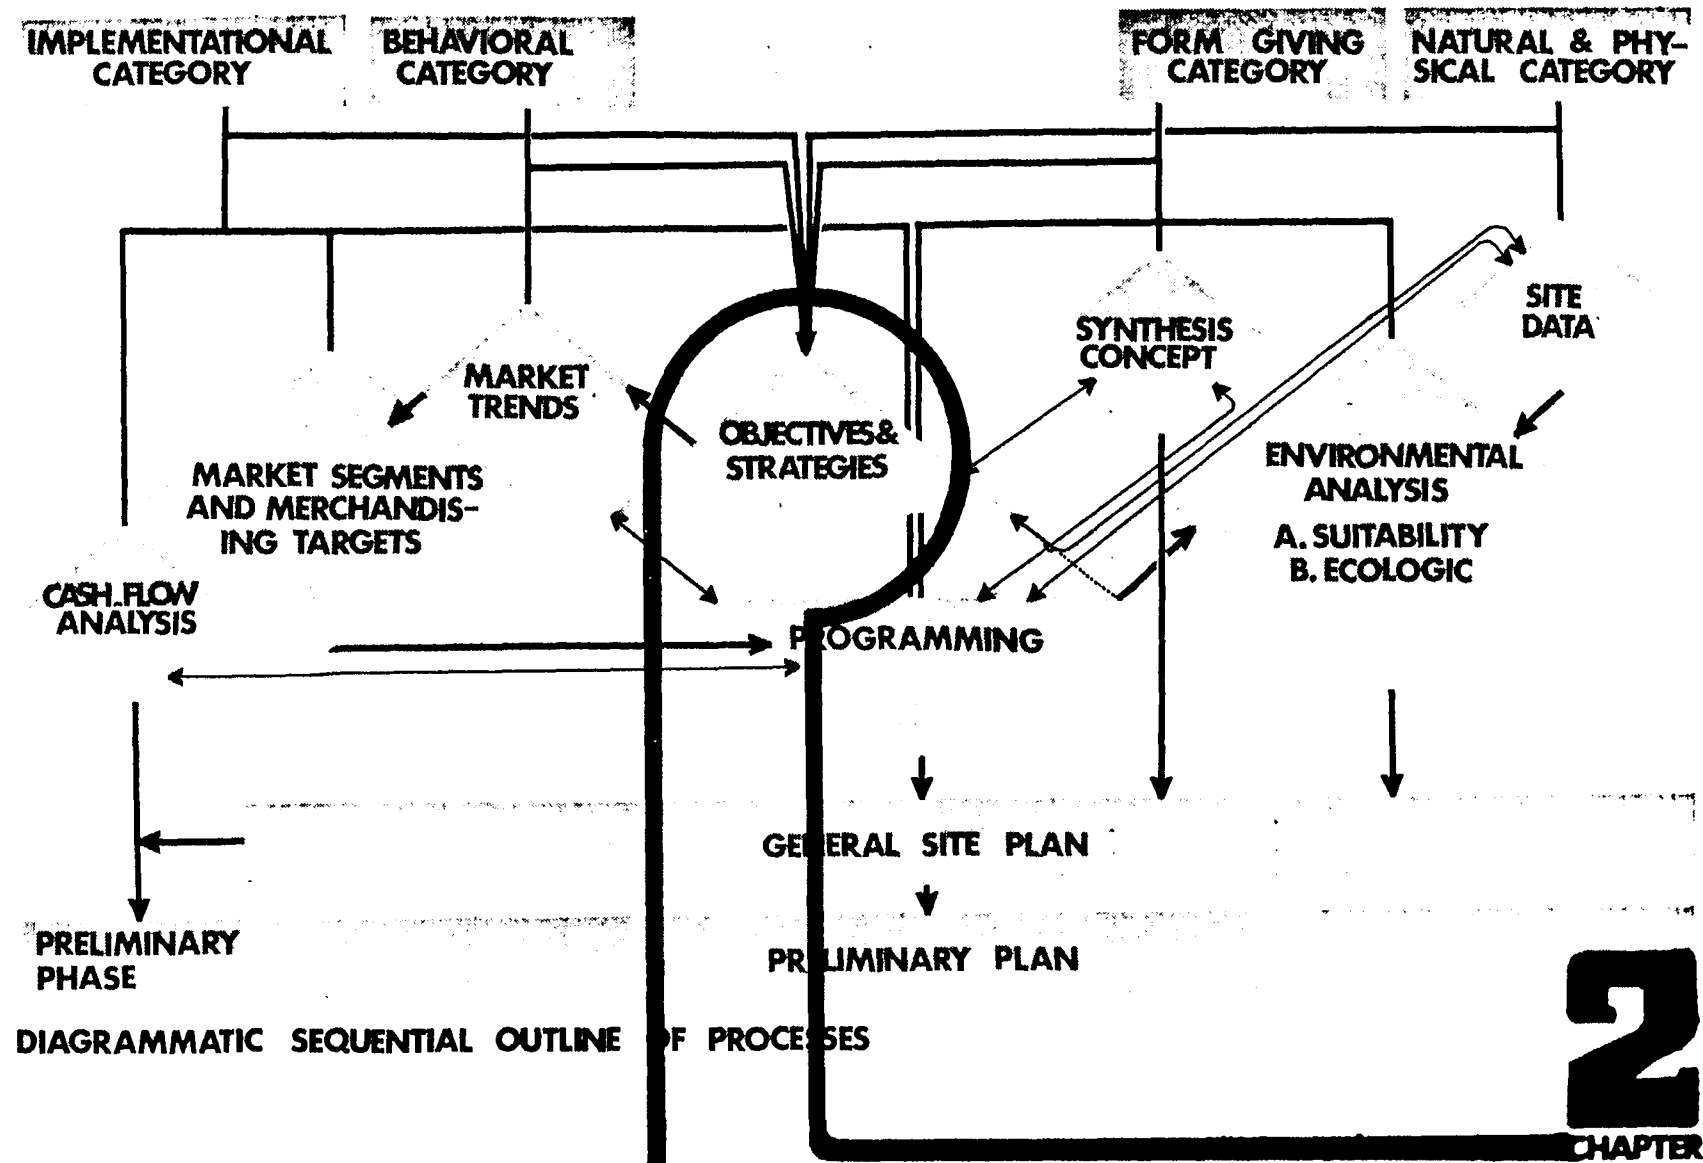 IMPLEMENTATIONAL
CATEGORY
BEHAVIORAL
CATEGORY
FORM GIVING
CATEGORY
NATURAL & PHY-
SICAL CATEGORY
SITE
DATA
SYNTHESIS
CONCEPT
MARKET
TRENDS
OBJECTIVES &
STRATEGIES
MARKET SEGMENTS
AND MERCHANDIS-
ING TARGETS
ENVIRONMENTAL
ANALYSIS
A. SUITABILITY
B. ECOLOGIC
CASH FLOW
ANALYSIS
PROGRAMMING
GENERAL SITE PLAN
PRELIMINARY
PHASE
PRELIMINARY PLAN
DIAGRAMMATIC SEQUENTIAL OUTLINE OF PROCESSES
2
CHAPTER